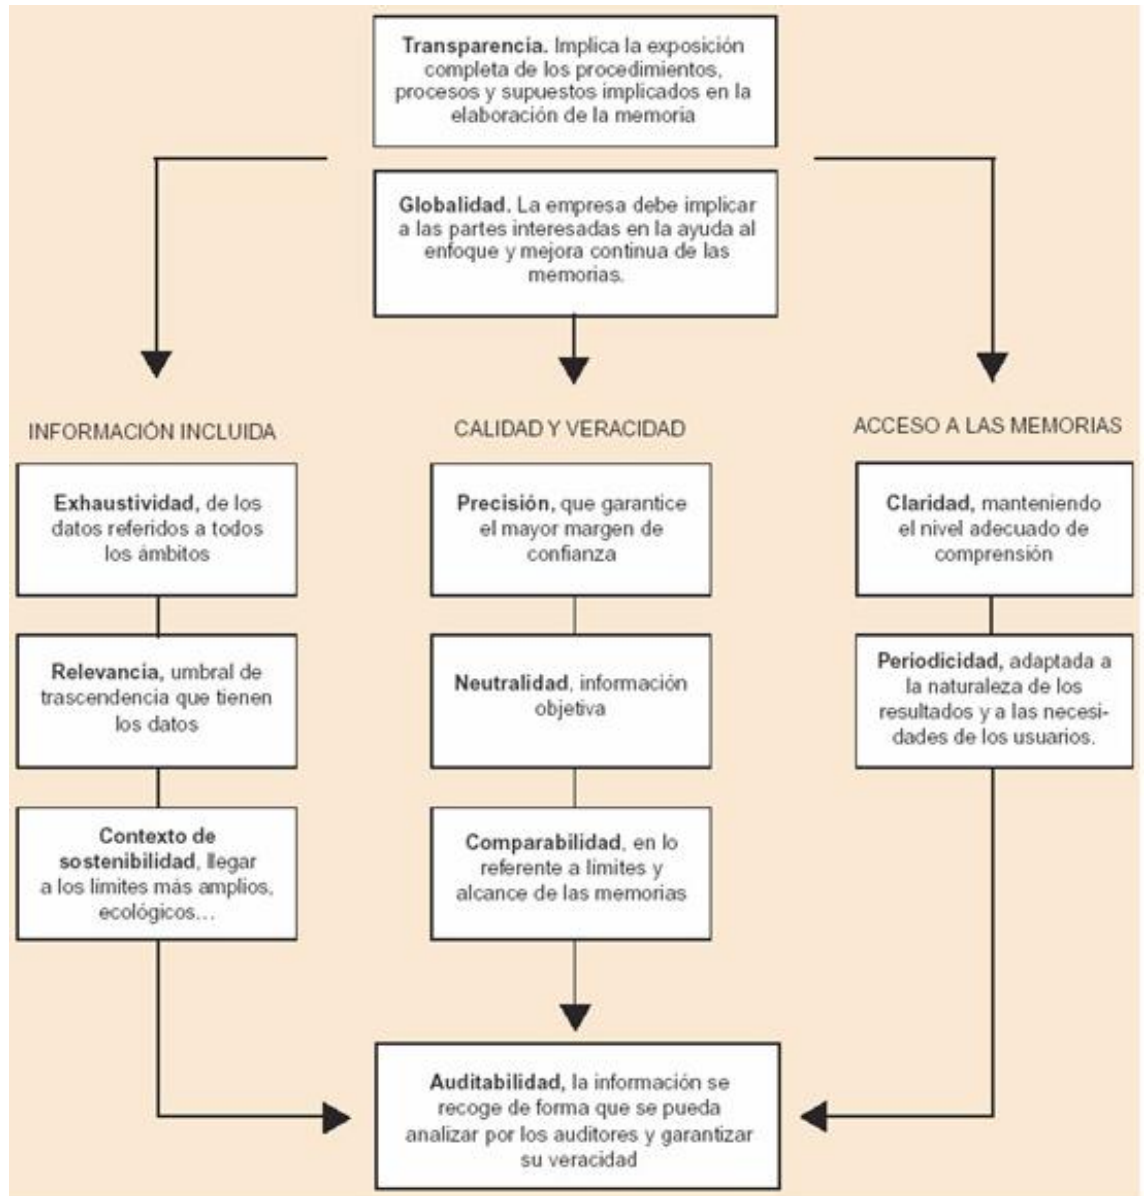 Transparencia. Implica la exposición
completa de los procedimientos,
procesos y supuestos implicados en la
elaboración de la memoria
Globalidad. La empresa debe implicar
a las partes interesadas en la ayuda al
enfoque y mejora continua de las
memorias.
INFORMACIÓN INCLUIDA
Exhaustividad, de los
datos referidos a todos
los ámbitos
Relevancia, umbral de
trascendencia que tienen
los datos
Contexto de
sostenibilidad, llegar
a los límites más amplios,
ecológicos...
CALIDAD Y VERACIDAD
Precisión, que garantice
el mayor margen de
confianza
Neutralidad, información
objetiva
Comparabilidad, en lo
referente a límites y
alcance de las memorias
ACCESO A LAS MEMORIAS
Claridad, manteniendo
el nivel adecuado de
comprensión
Periodicidad, adaptada a
la naturaleza de los
resultados y a las necesi-
dades de los usuarios.
Auditabilidad, la información se
recoge de forma que se pueda
analizar por los auditores y garantizar
su veracidad